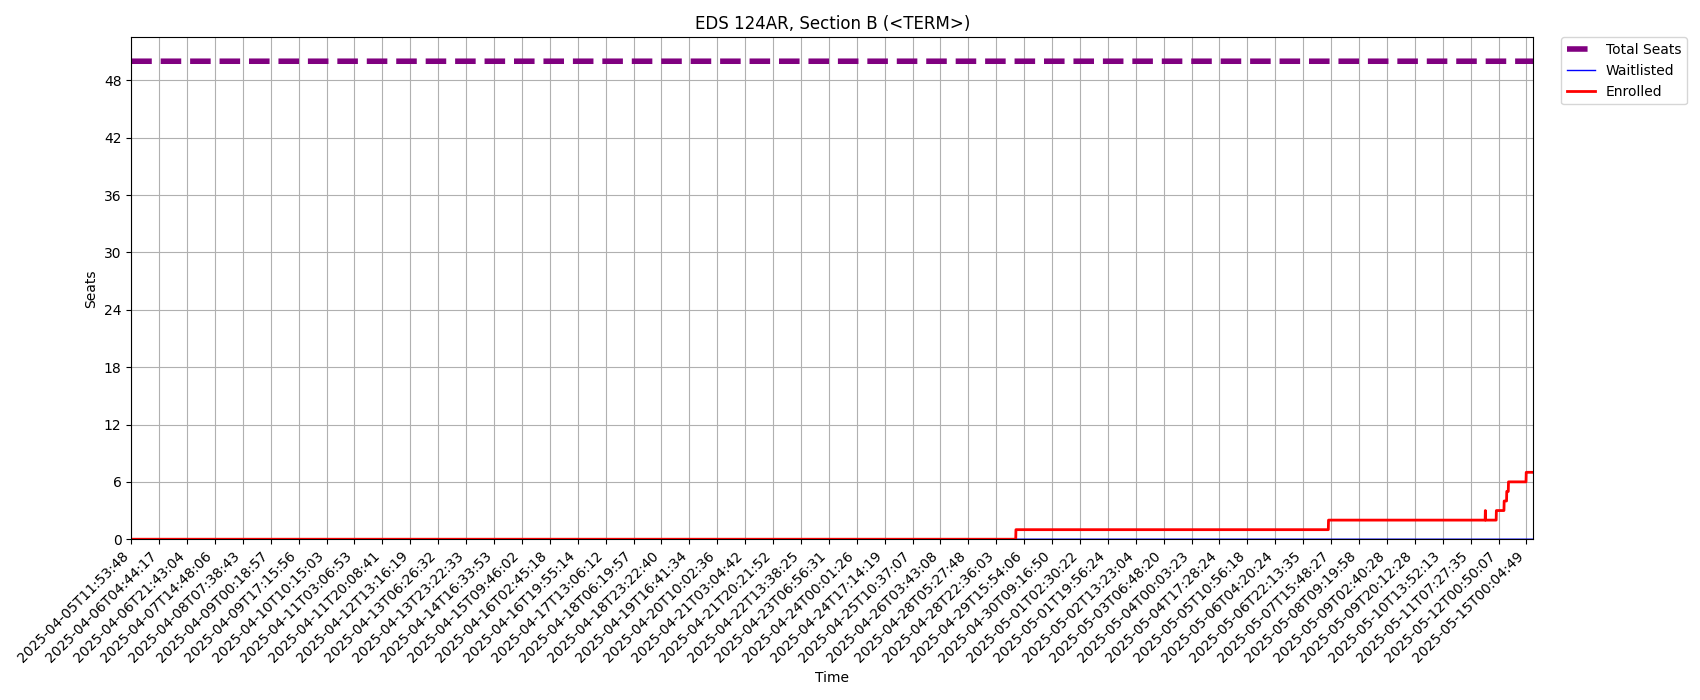 EDS 124AR, Section B (<TERM>)
Total Seats
Waitlisted
Enrolled
Seats
48
42
36
30
24
18
12
6
0
2025-04-05T11:53:48
2025-04-06T04:44:17
2025-04-06T21:43:04
2025-04-07T14:48:06
2025-04-08T07:38:43
2025-04-09T00:18:57
2025-04-09T17:15:56
2025-04-10T10:15:03
2025-04-11T03:06:53
2025-04-11T20:08:41
2025-04-12T13:16:19
2025-04-13T06:26:32
2025-04-13T23:22:33
2025-04-14T16:33:53
2025-04-15T09:46:02
2025-04-16T02:45:18
2025-04-16T19:55:14
2025-04-17T13:06:12
2025-04-18T06:19:57
2025-04-18T23:22:40
2025-04-19T16:41:34
2025-04-20T10:02:36
2025-04-21T03:04:42
2025-04-21T20:21:52
2025-04-22T13:38:25
2025-04-23T06:56:31
2025-04-24T00:01:26
2025-04-24T17:14:19
2025-04-25T10:37:07
2025-04-26T03:43:08
2025-04-28T05:27:48
2025-04-28T22:36:03
2025-04-29T15:54:06
2025-04-30T09:16:50
2025-05-01T02:30:22
2025-05-01T19:56:24
2025-05-02T13:23:04
2025-05-03T06:48:20
2025-05-04T00:03:23
2025-05-04T17:28:24
2025-05-05T10:56:18
2025-05-06T04:20:24
2025-05-06T22:13:35
2025-05-07T15:48:27
2025-05-08T09:19:58
2025-05-09T02:40:28
2025-05-09T20:12:28
2025-05-10T13:52:13
2025-05-11T07:27:35
2025-05-12T00:50:07
2025-05-15T00:04:49
Time